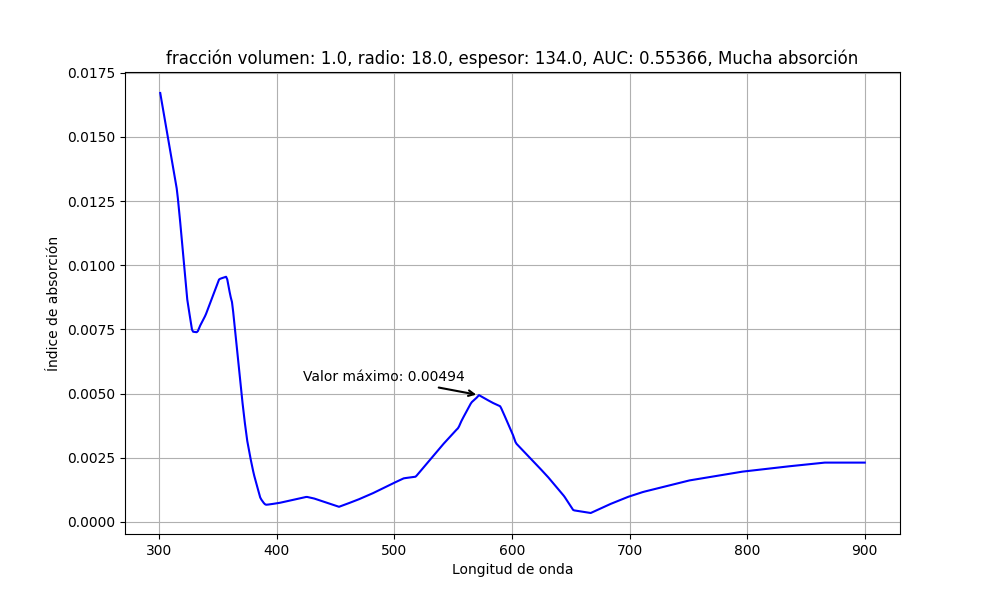 fracción volumen: 1.0, radio: 18.0, espesor: 134.0, AUC: 0.55366, Mucha absorción
0.0175
0.0150
0.0125
0.0100
0.0075
0.0050
0.0025
0.0000
Índice de absorción
Valor máximo: 0.00494
300 400 500 600 700 800 900
Longitud de onda